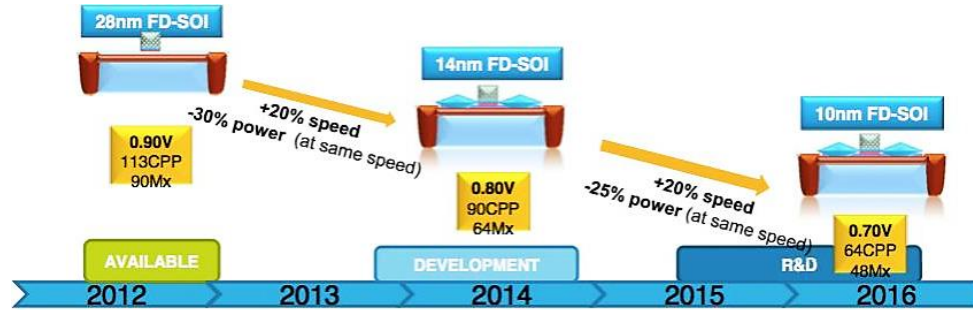 28nm FD-SOI
14nm FD-SOI
10nm FD-SOI
+20% speed
-30% power (at same speed)
+20% speed
-25% power (at same speed)
0.90V
113CPP
90Mx
0.80V
90CPP
64Mx
0.70V
64CPP
48Mx
AVAILABLE
DEVELOPMENT
R&D
2012 2013 2014 2015 2016